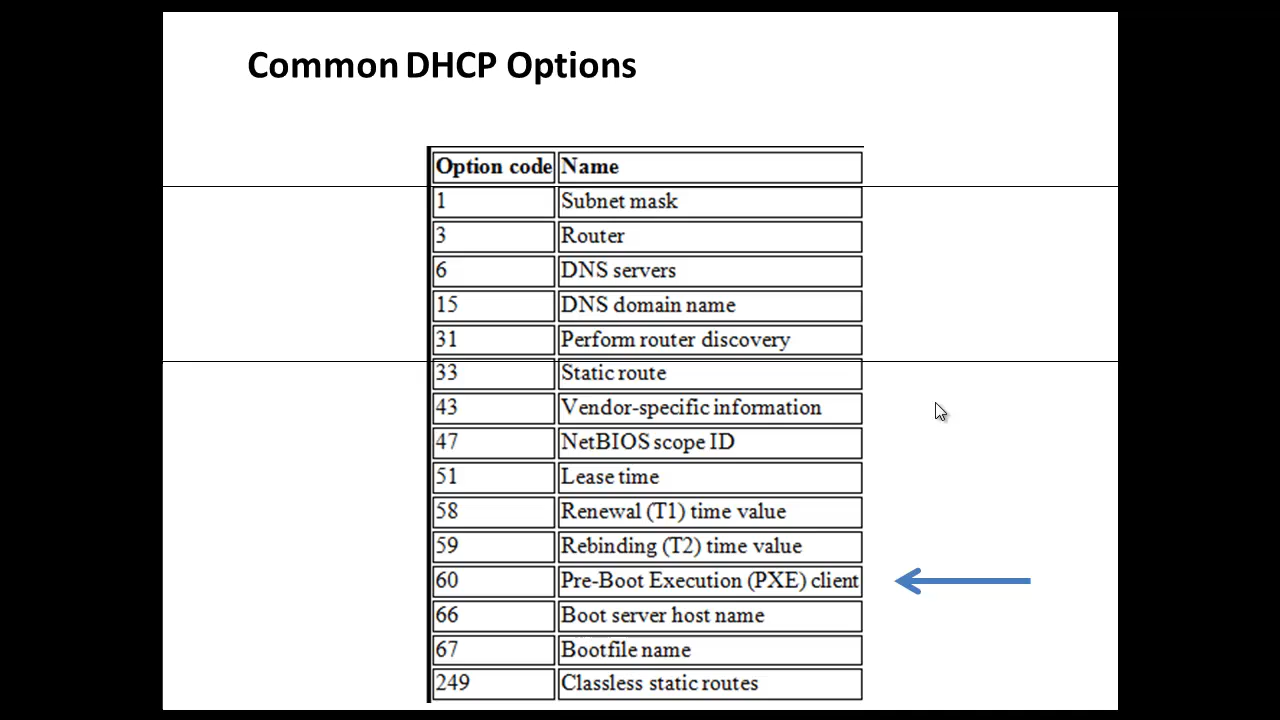 Common DHCP Options
Option code Name
1 Subnet mask
3 Router
6 DNS servers
15 DNS domain name
31 Perform router discovery
33 Static route
43 Vendor-specific information
47 NetBIOS scope ID
51 Lease time
58 Renewal (T1) time value
59 Rebinding (T2) time value
60 Pre-Boot Execution (PXE) client
66 Boot server host name
67 Bootfile name
249 Classless static routes